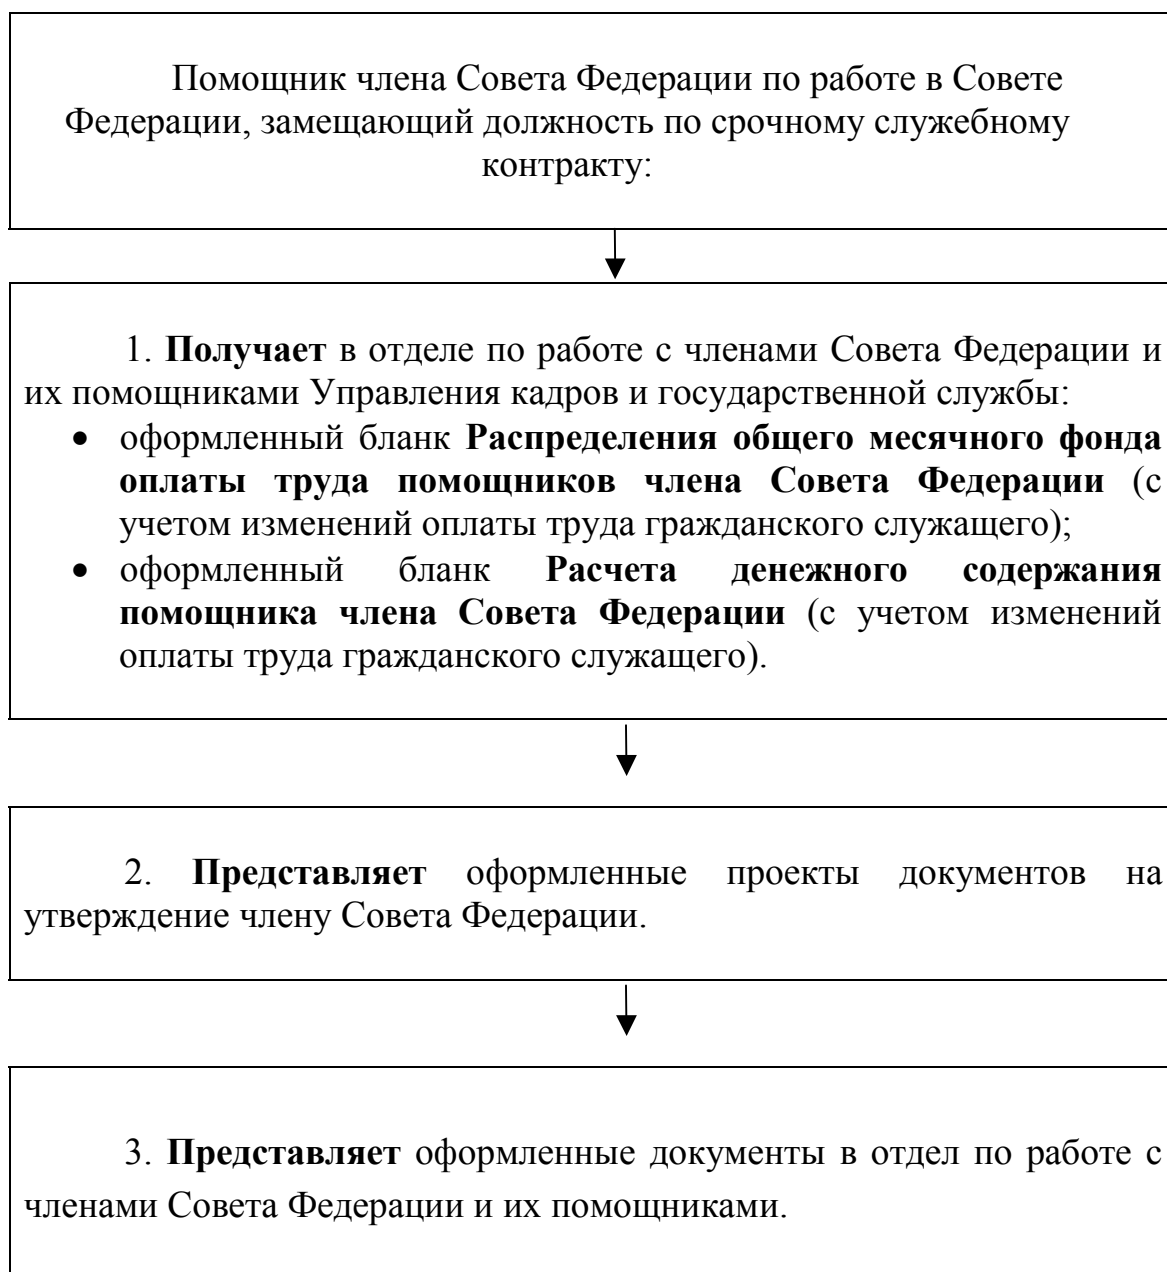 Помощник члена Совета Федерации по работе в Совете
Федерации, замещающий должность по срочному служебному
контракту:
1. Получает в отделе по работе с членами Совета Федерации и
их помощниками Управления кадров и государственной службы:
• оформленный бланк Распределения общего месячного фонда
оплаты труда помощников члена Совета Федерации (с
учетом изменений оплаты труда гражданского служащего);
• оформленный бланк Расчета денежного содержания
помощника члена Совета Федерации (с учетом изменений
оплаты труда гражданского служащего).
2. Представляет оформленные проекты документов на
утверждение члену Совета Федерации.
3. Представляет оформленные документы в отдел по работе с
членами Совета Федерации и их помощниками.